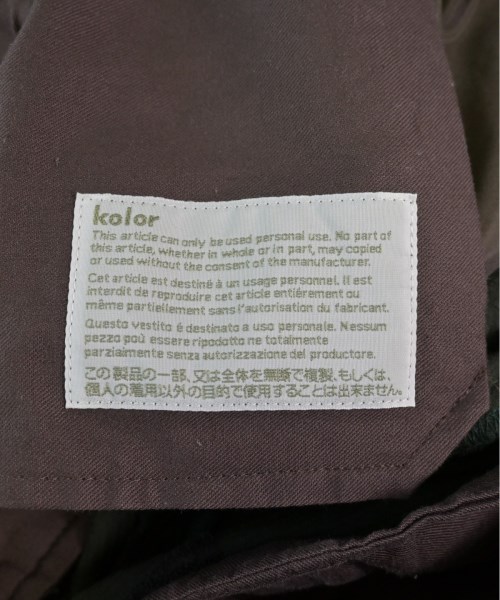 kolor
This article can only be used personal use. No part of
this article, whether in whole or in part, may copied
or used without the consent of the manufacturer.
Cet article est destiné à un usage personnel. Il est
interdit de reproduire cet article entièrement ou
même partiellement sans l'autorisation du fabricant.
Questo vestito é destinato a uso personale. Nessun
pezzo poù essere ripodotto ne totalmente
parzialmente senza autorizzazione del produttore.
この製品の一部、又は全体を無断で複製、もしくは、
個人の着用以外の目的で使用することは出来ません。